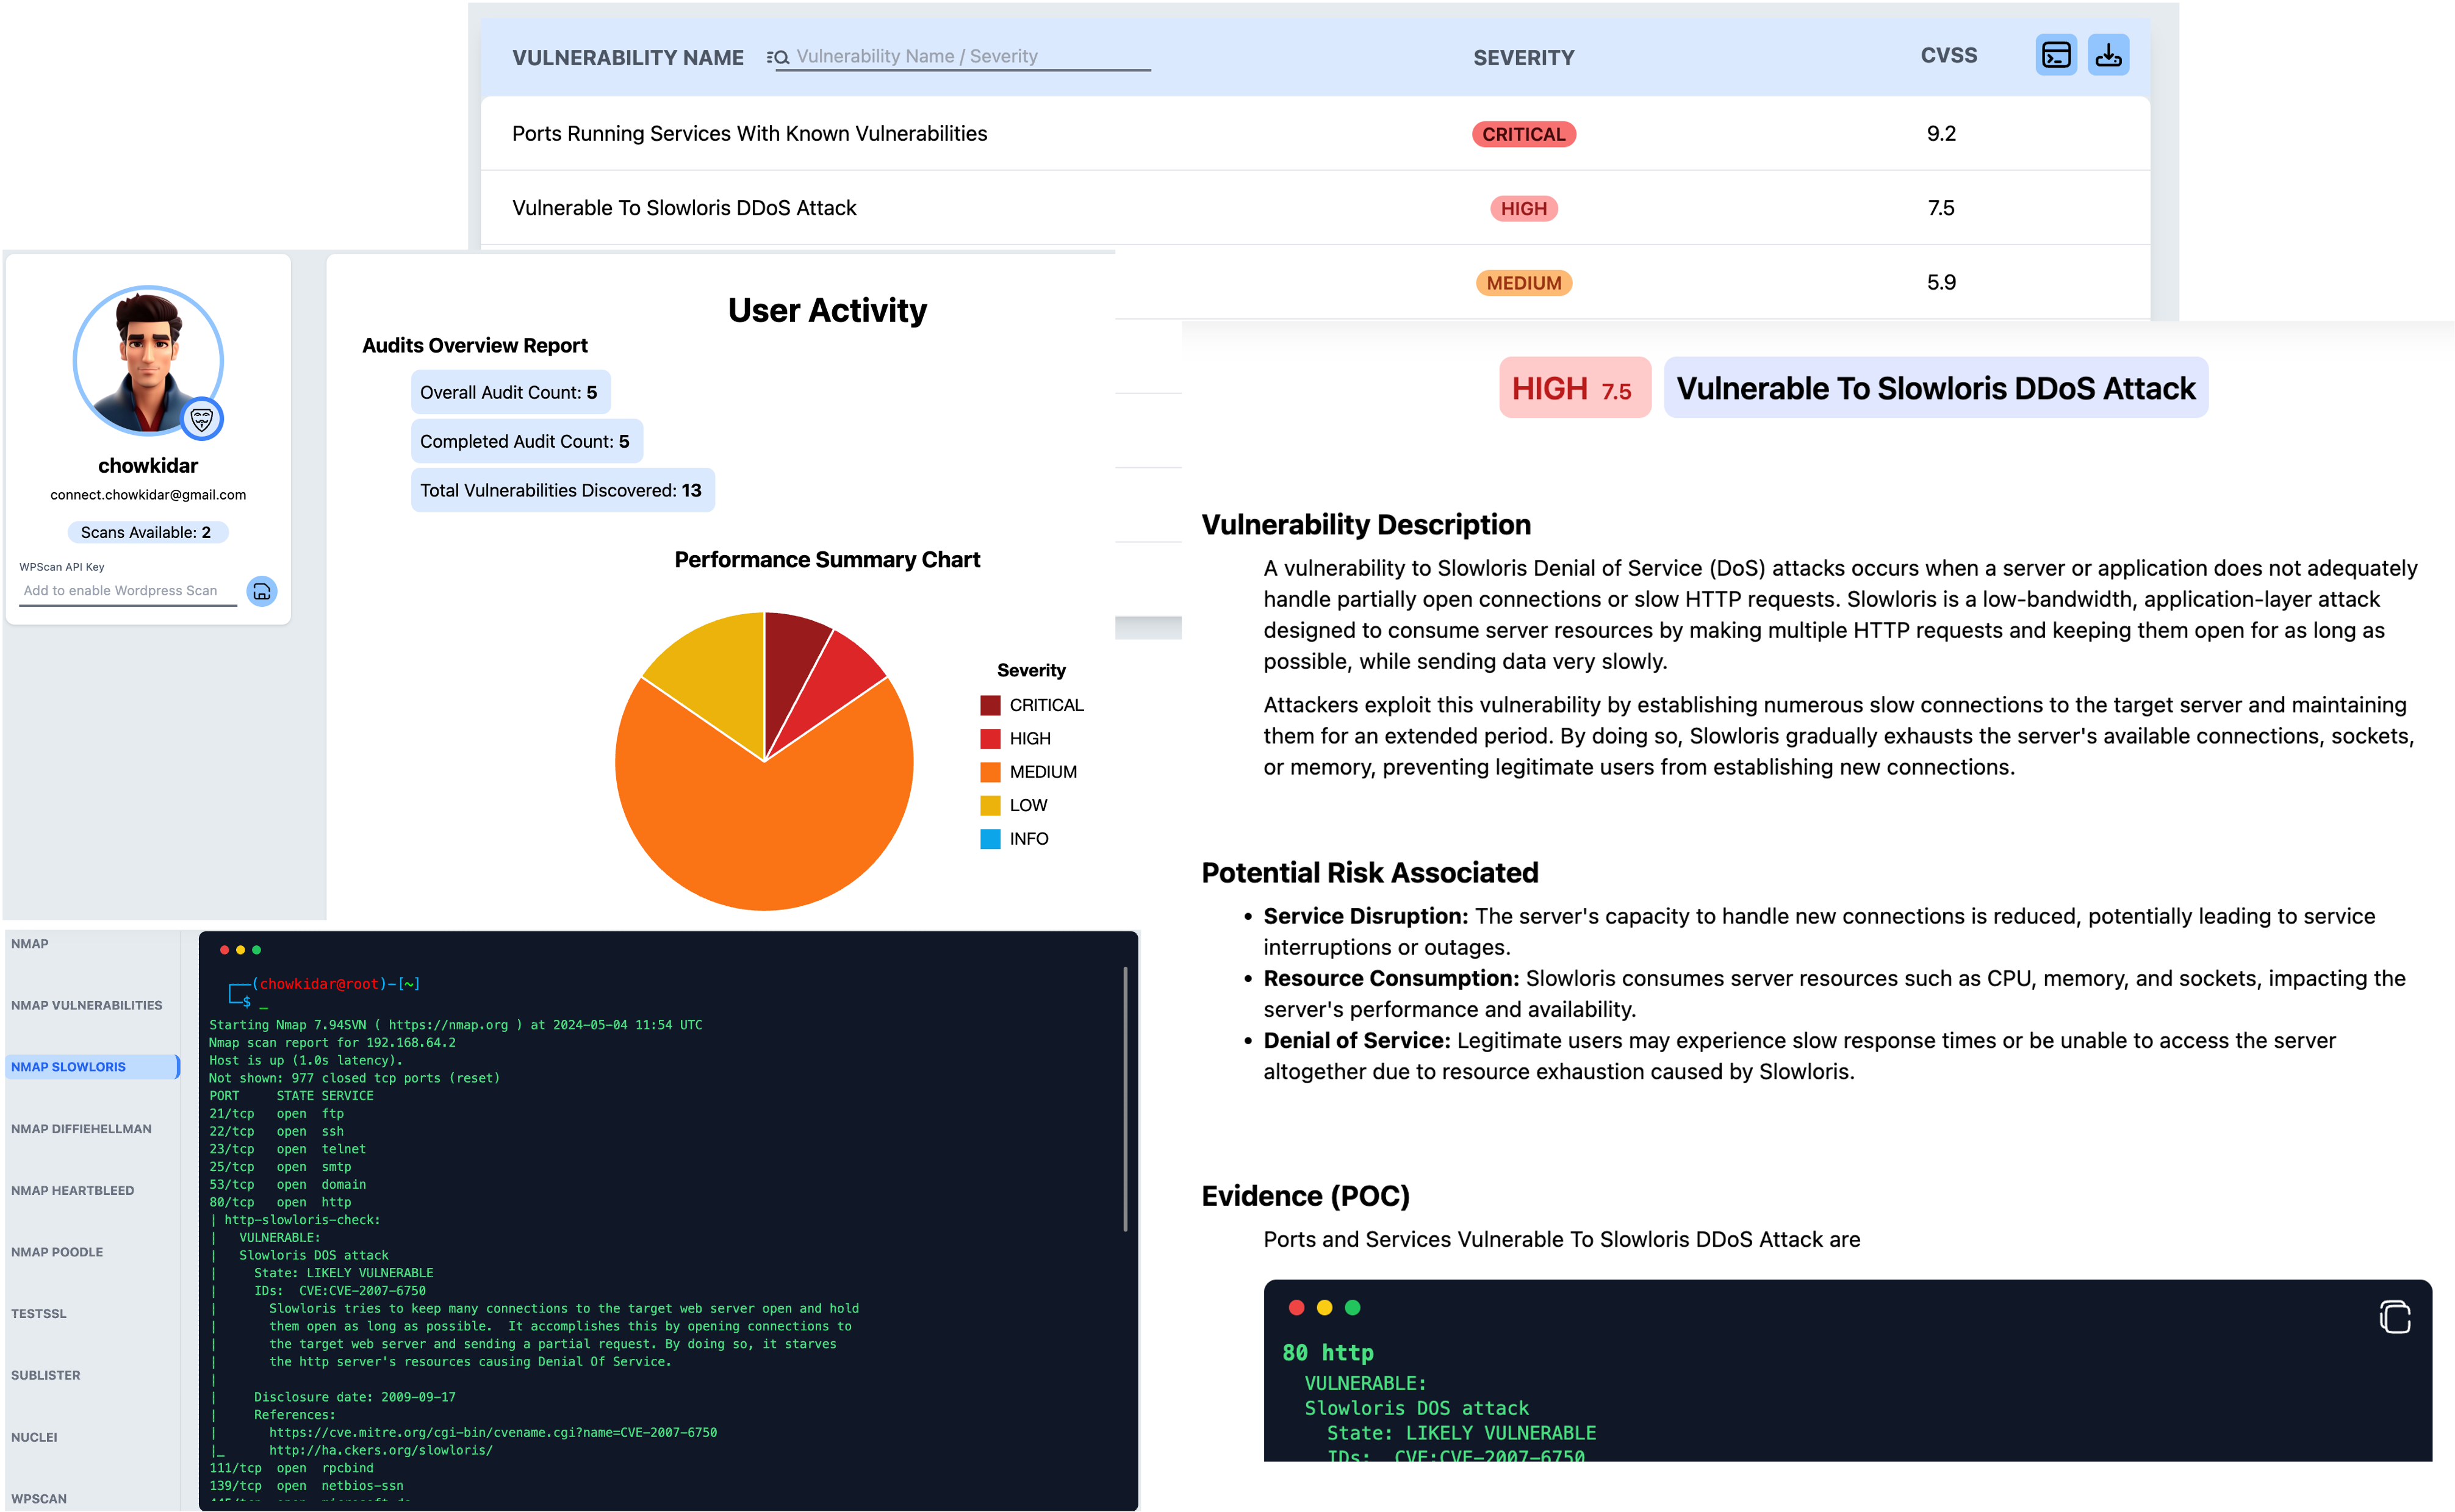 VULNERABILITY NAME
Vulnerability Name / Severity
SEVERITY
CVSS
Ports Running Services With Known Vulnerabilities
CRITICAL
9.2
Vulnerable To Slowloris DDoS Attack
HIGH
7.5
MEDIUM
5.9
chowkidar
connect.chowkidar@gmail.com
Scans Available: 2
WPScan API Key
Add to enable Wordpress Scan
User Activity
Audits Overview Report
Overall Audit Count: 5
Completed Audit Count: 5
Total Vulnerabilities Discovered: 13
Performance Summary Chart
Severity
CRITICAL
HIGH
MEDIUM
LOW
INFO
HIGH 7.5
Vulnerable To Slowloris DDoS Attack
Vulnerability Description
A vulnerability to Slowloris Denial of Service (DoS) attacks occurs when a server or application does not adequately
handle partially open connections or slow HTTP requests. Slowloris is a low-bandwidth, application-layer attack
designed to consume server resources by making multiple HTTP requests and keeping them open for as long as
possible, while sending data very slowly.
Attackers exploit this vulnerability by establishing numerous slow connections to the target server and maintaining
them for an extended period. By doing so, Slowloris gradually exhausts the server's available connections, sockets,
or memory, preventing legitimate users from establishing new connections.
Potential Risk Associated
• Service Disruption: The server's capacity to handle new connections is reduced, potentially leading to service
interruptions or outages.
• Resource Consumption: Slowloris consumes server resources such as CPU, memory, and sockets, impacting the
server's performance and availability.
• Denial of Service: Legitimate users may experience slow response times or be unable to access the server
altogether due to resource exhaustion caused by Slowloris.
Evidence (POC)
Ports and Services Vulnerable To Slowloris DDoS Attack are
80 http
VULNERABLE:
Slowloris DOS attack
State: LIKELY VULNERABLE
IDs: CVE:CVE-2007-6750
NMAP
NMAP VULNERABILITIES
NMAP SLOWLORIS
NMAP DIFFIEHELLMAN
NMAP HEARTBLEED
NMAP POODLE
TESTSSL
SUBLISTER
NUCLEI
WPSCAN
┌──(chowkidar@root)-[~]
└─$ _
Starting Nmap 7.94SVN ( https://nmap.org ) at 2024-05-04 11:54 UTC
Nmap scan report for 192.168.64.2
Host is up (1.0s latency).
Not shown: 977 closed tcp ports (reset)
PORT STATE SERVICE
21/tcp open ftp
22/tcp open ssh
23/tcp open telnet
25/tcp open smtp
53/tcp open domain
80/tcp open http
| http-slowloris-check:
| VULNERABLE:
| Slowloris DOS attack
| State: LIKELY VULNERABLE
| IDs: CVE:CVE-2007-6750
| Slowloris tries to keep many connections to the target web server open and hold
| them open as long as possible. It accomplishes this by opening connections to
| the target web server and sending a partial request. By doing so, it starves
| the http server's resources causing Denial Of Service.
|
| Disclosure date: 2009-09-17
| References:
| https://cve.mitre.org/cgi-bin/cvename.cgi?name=CVE-2007-6750
|_ http://ha.ckers.org/slowloris/
111/tcp open rpcbind
139/tcp open netbios-ssn